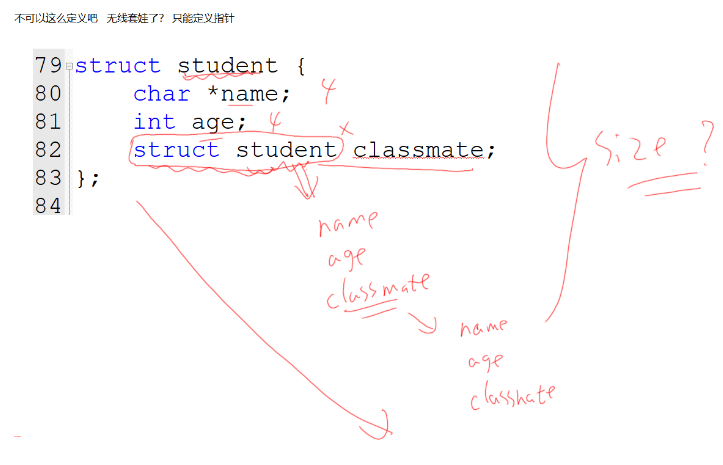 不可以这么定义吧 无线套娃了? 只能定义指针
79 struct student {
80 char *name; 4
81 int age; 4
82 struct student classmate; x
83 };
84
size?
name
age
classmate
name
age
classmate